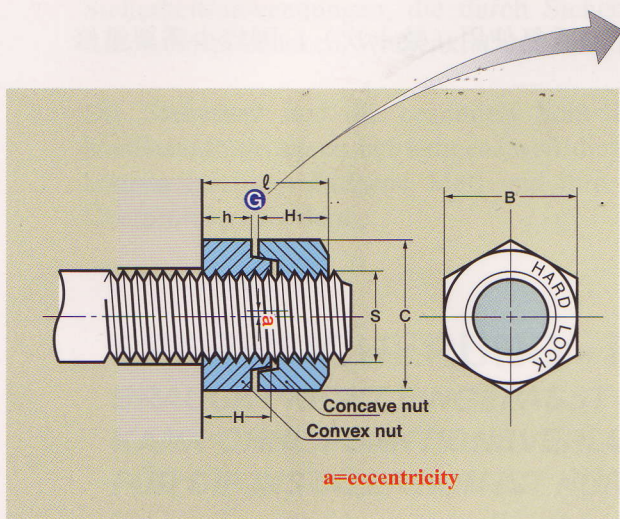 ℓ
G
h
H1
B
HARD LOCK
a
S
C
H
Concave nut
Convex nut
a=eccentricity